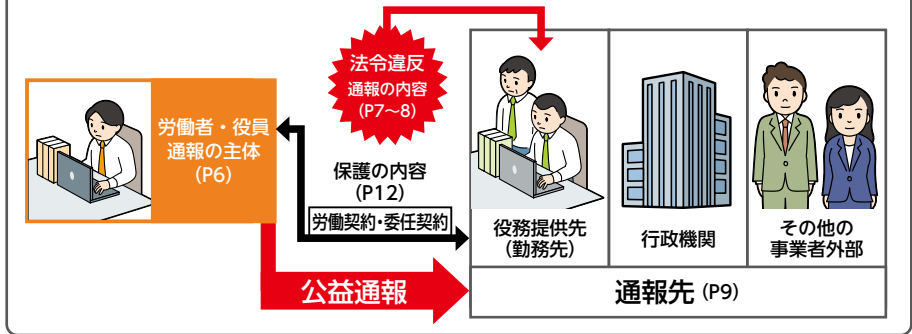 法令違反
通報の内容
(P7～8)
労働者・役員
通報の主体
(P6)
保護の内容
(P12)
労働契約・委任契約
役務提供先
(勤務先)
行政機関
その他の
事業者外部
公益通報
通報先 (P9)